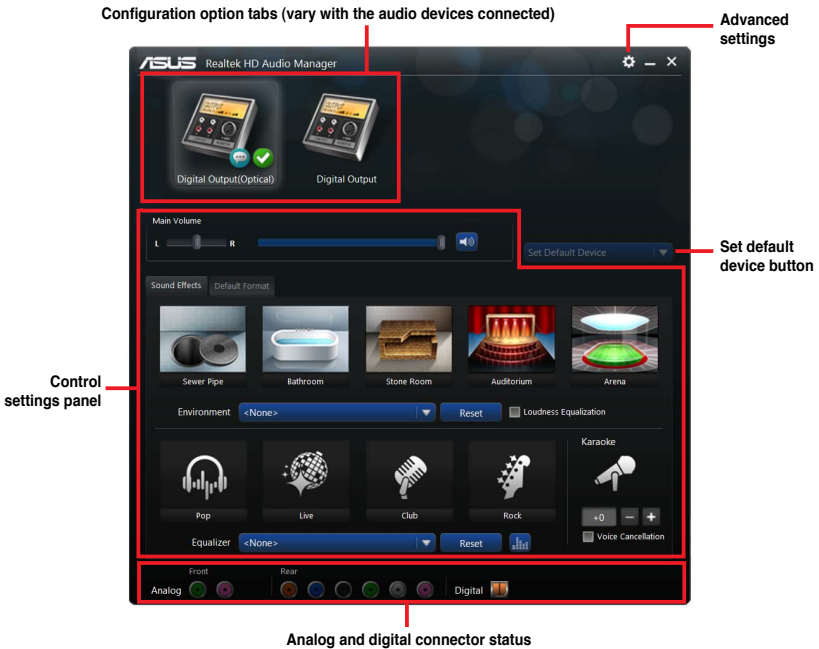 Configuration option tabs (vary with the audio devices connected)
Advanced
settings
ASUS Realtek HD Audio Manager
Digital Output(Optical)
Digital Output
Main Volume
L
R
Set Default Device
Set default
device button
Sound Effects
Default Format
Sewer Pipe
Bathroom
Stone Room
Auditorium
Arena
Control
settings panel
Environment
<None>
Reset
Loudness Equalization
Karaoke
Pop
Live
Club
Rock
+0
Equalizer
<None>
Reset
Voice Cancellation
Front
Rear
Analog
Digital
Analog and digital connector status